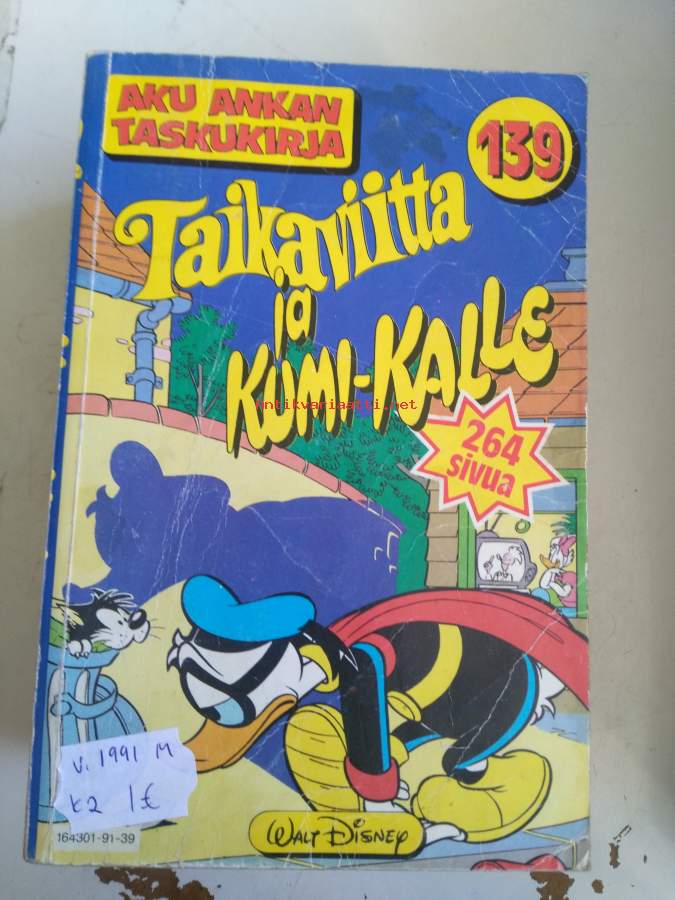 AKU ANKAN
TASKUKIRJA
139
Taikaviitta
ja
KUMI-KALLE
antikvariaatti.net
264
sivua
V. 1991 M
K2 1€
164301-91-39
WALT DISNEY